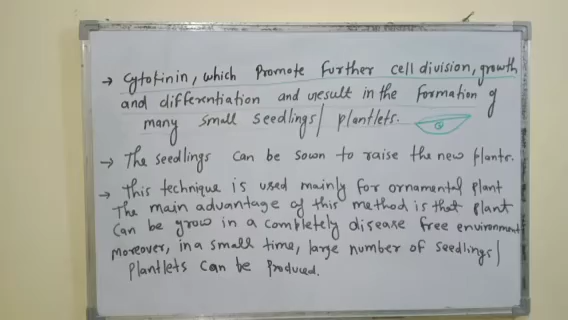 → Cytokinin, which Promote further cell division, growth
and differentiation and result in the formation of
many small seedlings/ plantlets.
→ The seedlings can be sown to raise the new plants.
→ This technique is used mainly for ornamental plant
The main advantage of this method is that plant
can be grow in a completely disease free environment
Moreover, in a small time, large number of seedlings/
plantlets can be produced.